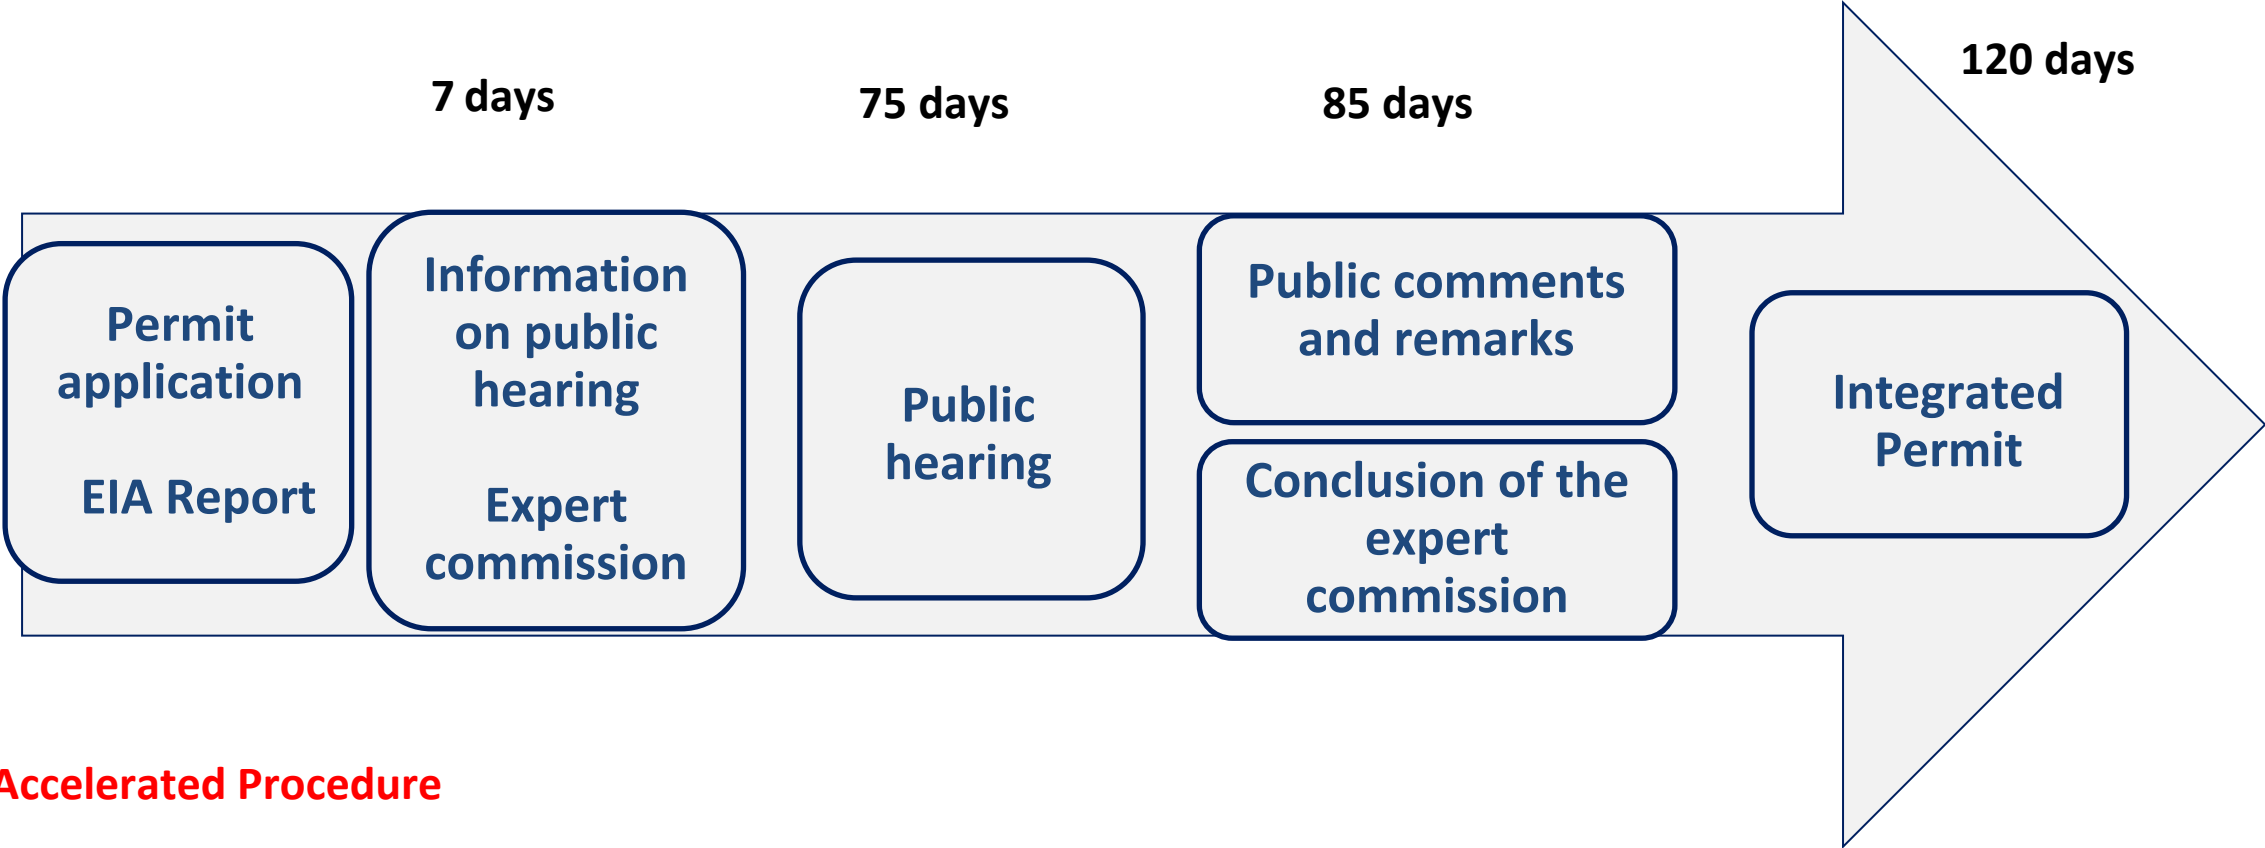 7 days
75 days
85 days
120 days
Permit
application
EIA Report
Information
on public
hearing
Expert
commission
Public
hearing
Public comments
and remarks
Conclusion of the
expert
commission
Integrated
Permit
Accelerated Procedure